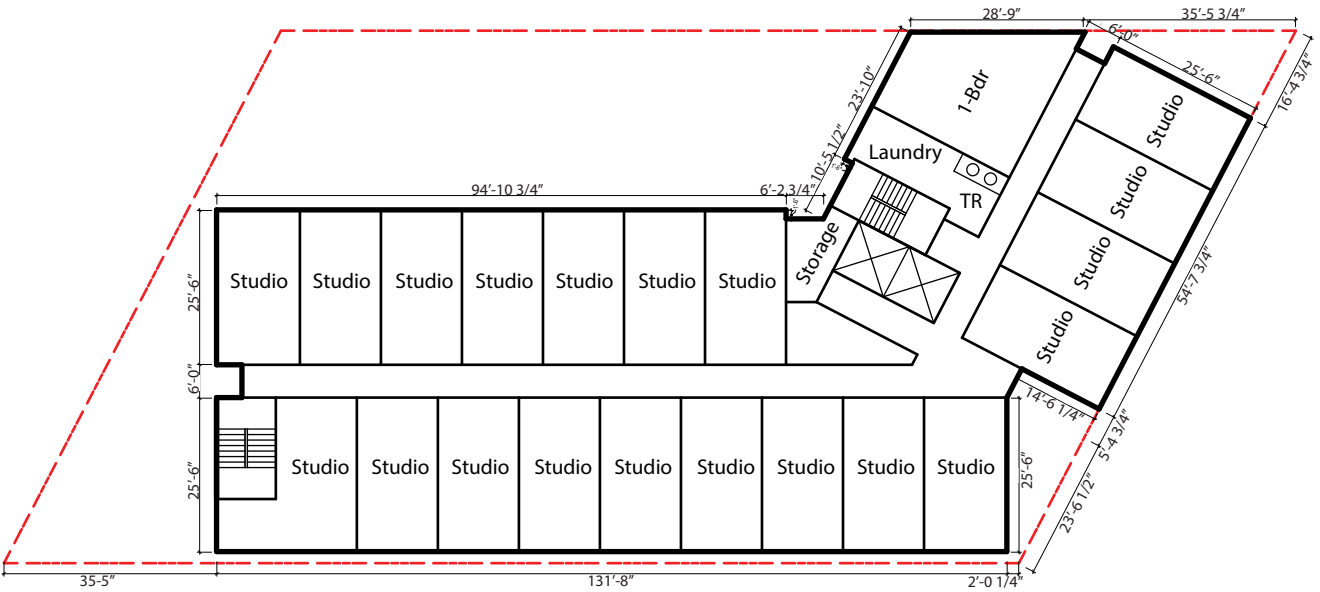 28'-9"
35'-5 3/4"
6'-0"
25'-6"
16'-4 3/4"
23'-10"
1-Bdr
Studio
Laundry
10'-5 1/2"
TR
Studio
94'-10 3/4"
6'-2 3/4"
Storage
Studio
54'-7 3/4"
25'-6"
Studio
Studio
Studio
Studio
Studio
Studio
Studio
Studio
6'-0"
14'-6 1/4"
5'-4 3/4"
25'-6"
Studio
Studio
Studio
Studio
Studio
Studio
Studio
Studio
Studio
25'-6"
23'-6 1/2"
35'-5"
131'-8"
2'-0 1/4"